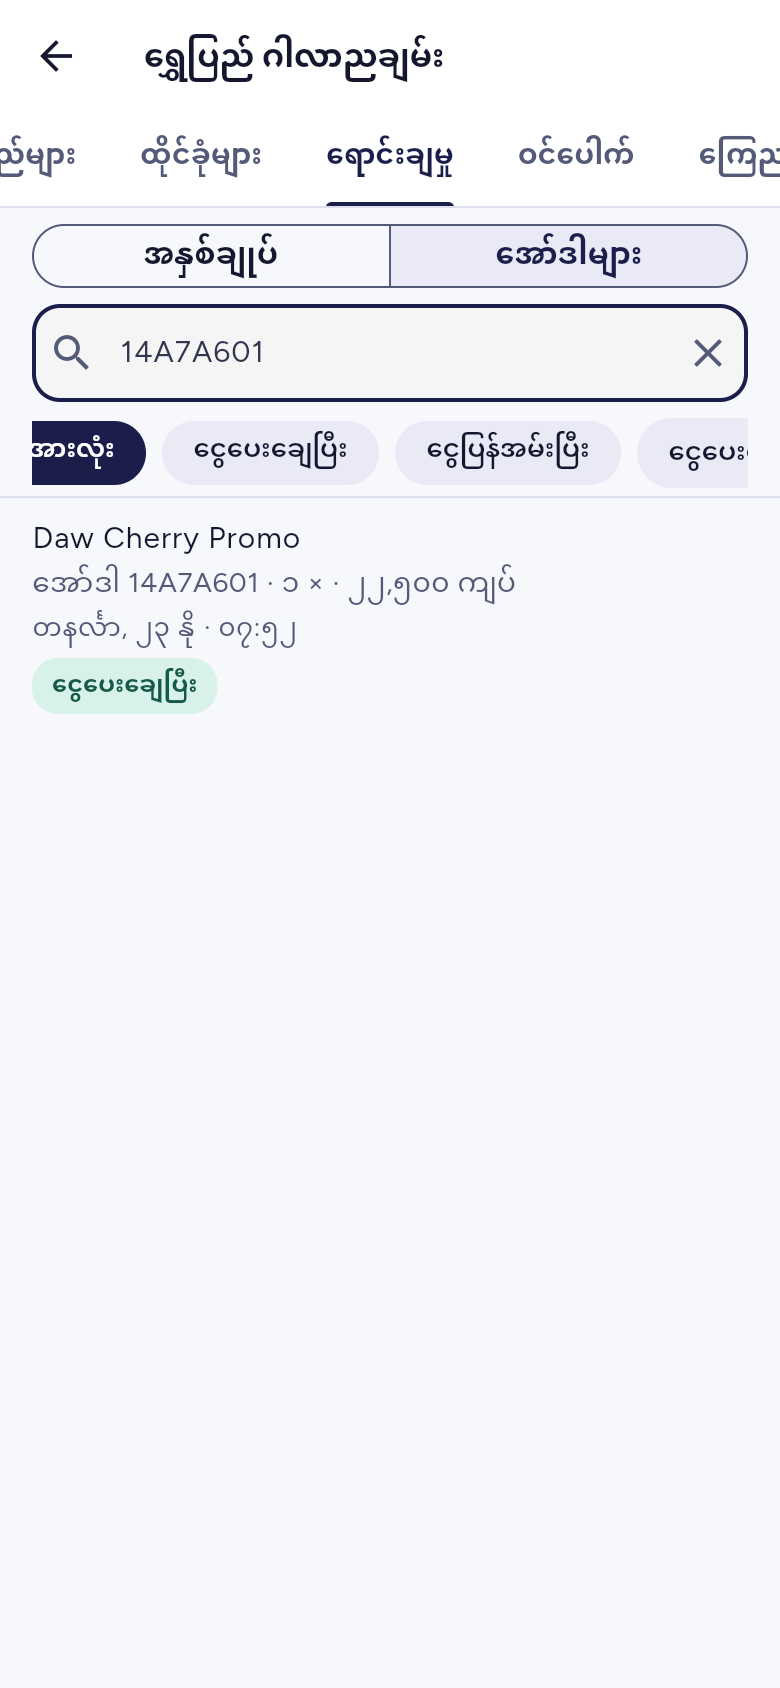 ရွှေပြည် ဂါလာညချမ်း
ည်များ ထိုင်ခုံများ ရောင်းချမှု ဝင်ပေါက် ကြေည
အနှစ်ချုပ် အော်ဒါများ
14A7A601
အားလုံး ငွေပေးချေပြီး ငွေပြန်အမ်းပြီး ငွေပေး
Daw Cherry Promo
အော်ဒါ 14A7A601 · ၁ × · ၂၂,၅၀၀ ကျပ်
တနင်္လာ, ၂၃ နို · ၀၇:၅၂
ငွေပေးချေပြီး